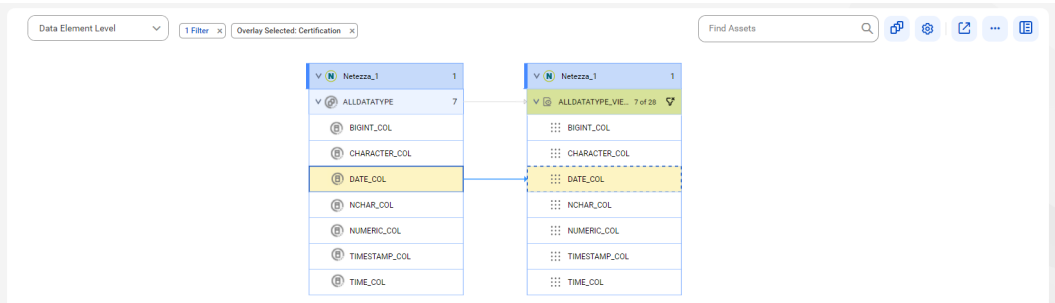 Data Element Level
1 Filter ×
Overlay Selected: Certification ×
Find Assets
N Netezza_1 1
ALLDATATYPE 7
BIGINT_COL
CHARACTER_COL
DATE_COL
NCHAR_COL
NUMERIC_COL
TIMESTAMP_COL
TIME_COL
N Netezza_1 1
ALLDATATYPE_VIE... 7 of 28
BIGINT_COL
CHARACTER_COL
DATE_COL
NCHAR_COL
NUMERIC_COL
TIMESTAMP_COL
TIME_COL